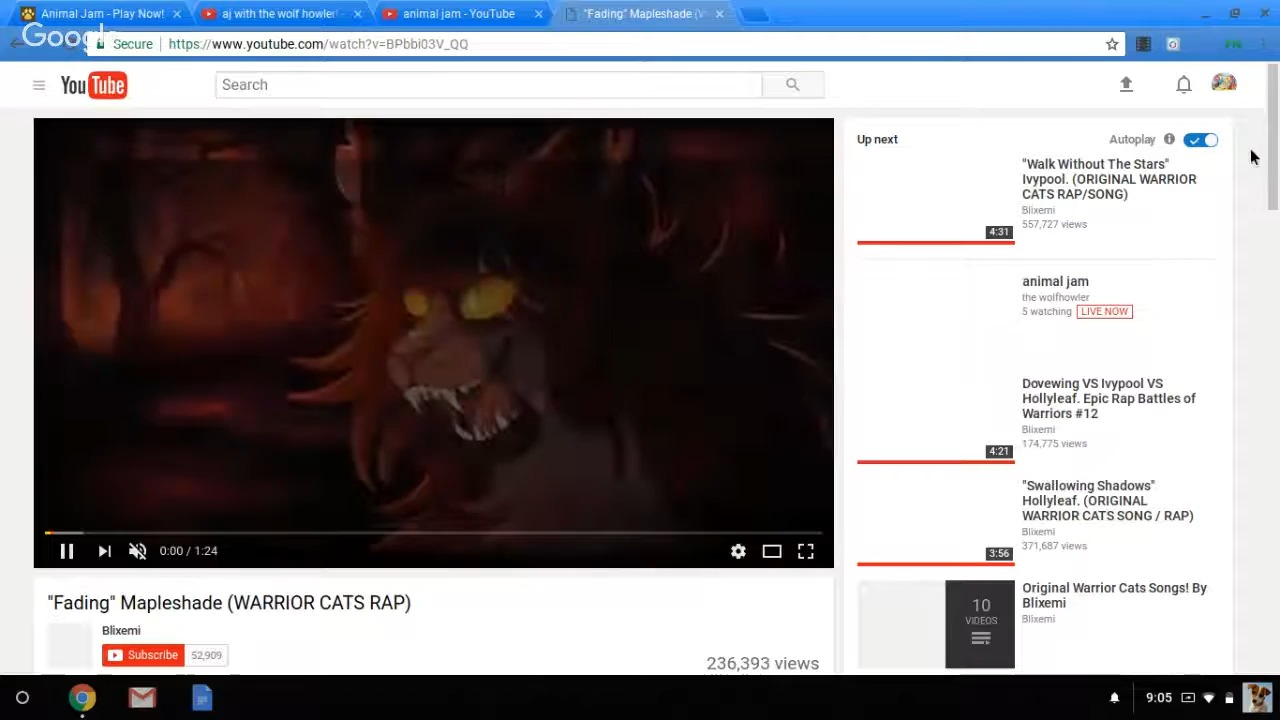 Animal Jam - Play Now!
aj with the wolf howler
animal jam - YouTube
"Fading" Mapleshade (W
Google
Secure
https://www.youtube.com/watch?v=BPbbi03V_QQ
YouTube
Search
Up next
Autoplay
"Walk Without The Stars"
Ivypool. (ORIGINAL WARRIOR
CATS RAP/SONG)
Blixemi
557,727 views
4:31
animal jam
the wolfhowler
5 watching LIVE NOW
Dovewing VS Ivypool VS
Hollyleaf. Epic Rap Battles of
Warriors #12
Blixemi
174,775 views
4:21
"Swallowing Shadows"
Hollyleaf. (ORIGINAL
WARRIOR CATS SONG / RAP)
Blixemi
371,687 views
3:56
Original Warrior Cats Songs! By
Blixemi
Blixemi
10
VIDEOS
0:00 / 1:24
"Fading" Mapleshade (WARRIOR CATS RAP)
Blixemi
Subscribe 52,909
236,393 views
9:05